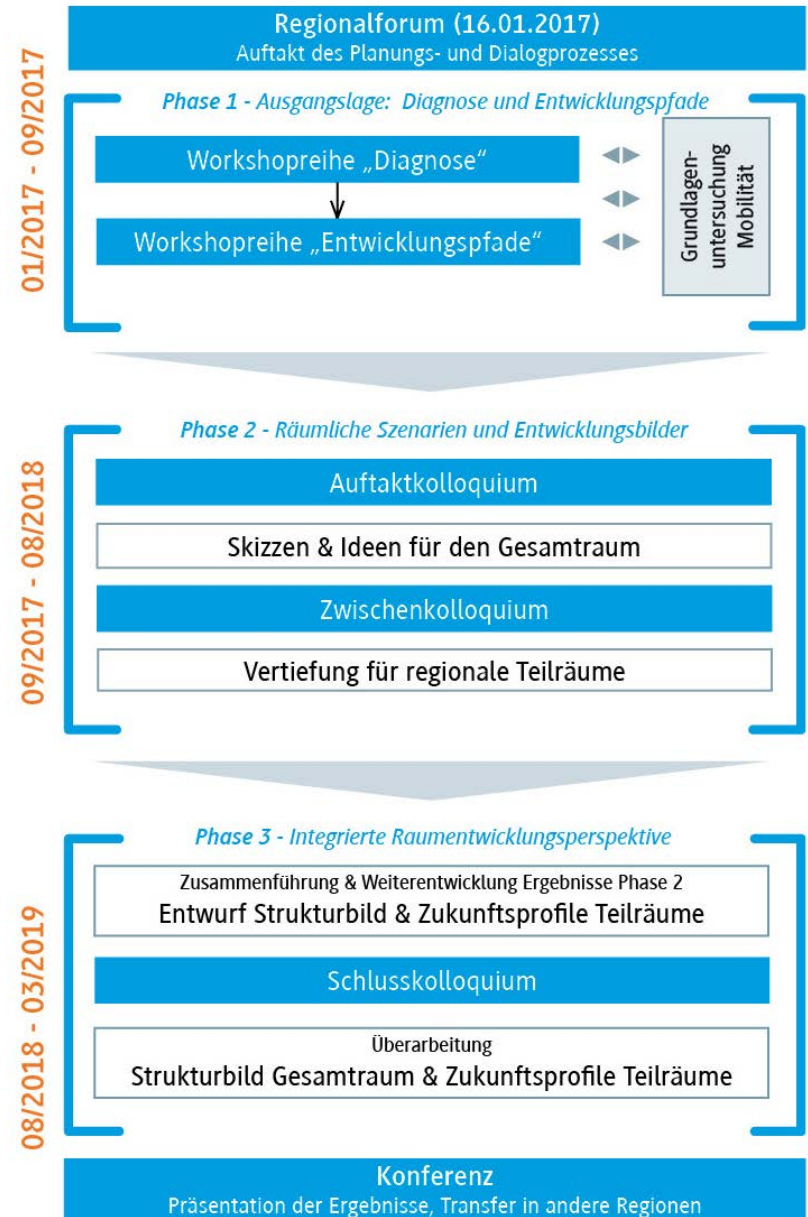 Regionalforum (16.01.2017)
Auftakt des Planungs- und Dialogprozesses
01/2017 - 09/2017
Phase 1 - Ausgangslage: Diagnose und Entwicklungspfade
Workshopreihe „Diagnose“
Workshopreihe „Entwicklungspfade“
Grundlagen-
untersuchung
Mobilität
09/2017 - 08/2018
Phase 2 - Räumliche Szenarien und Entwicklungsbilder
Auftaktkolloquium
Skizzen & Ideen für den Gesamtraum
Zwischenkolloquium
Vertiefung für regionale Teilräume
08/2018 - 03/2019
Phase 3 - Integrierte Raumentwicklungsperspektive
Zusammenführung & Weiterentwicklung Ergebnisse Phase 2
Entwurf Strukturbild & Zukunftsprofile Teilräume
Schlusskolloquium
Überarbeitung
Strukturbild Gesamtraum & Zukunftsprofile Teilräume
Konferenz
Präsentation der Ergebnisse, Transfer in andere Regionen